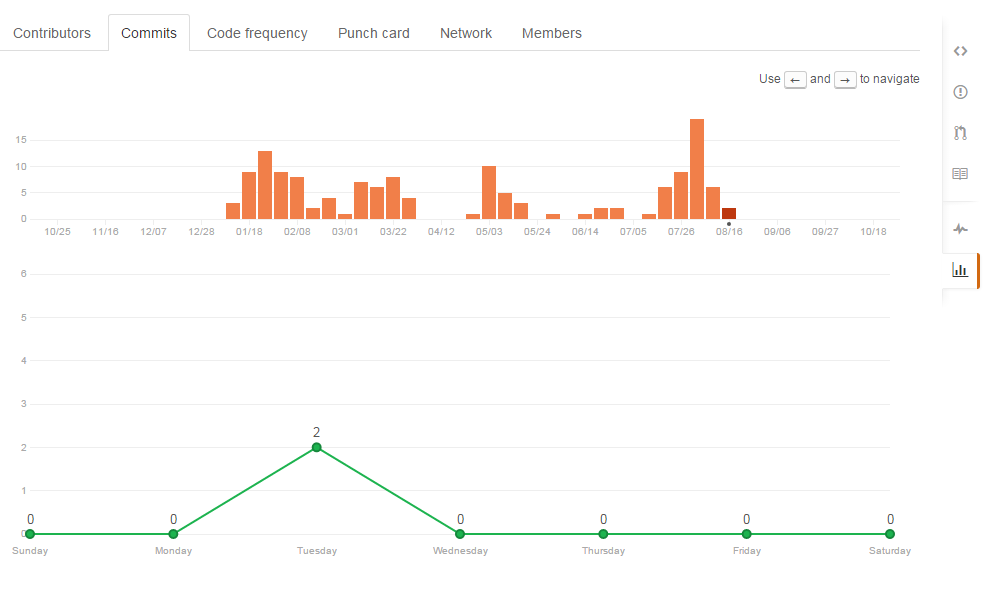 Contributors Commits Code frequency Punch card Network Members
Use ← and → to navigate
15
10
5
0
10/25 11/16 12/07 12/28 01/18 02/08 03/01 03/22 04/12 05/03 05/24 06/14 07/05 07/26 08/16 09/06 09/27 10/18
6
5
4
3
2
2
1
0 0 0 0 0 0
0
Sunday Monday Tuesday Wednesday Thursday Friday Saturday